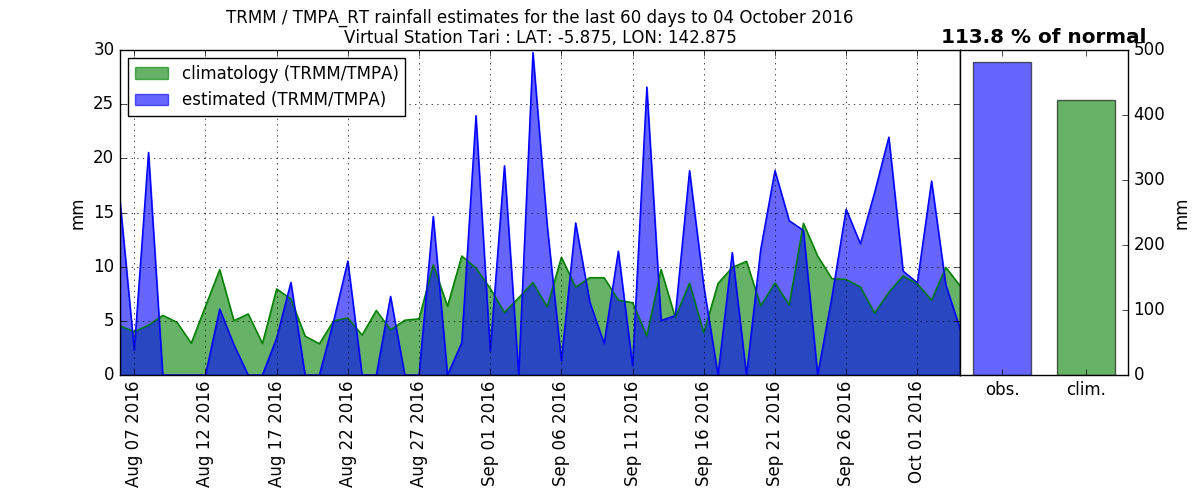 TRMM / TMPA_RT rainfall estimates for the last 60 days to 04 October 2016
Virtual Station Tari : LAT: -5.875, LON: 142.875
113.8 % of normal
climatology (TRMM/TMPA)
estimated (TRMM/TMPA)
30
25
20
15
10
5
0
mm
Aug 07 2016
Aug 12 2016
Aug 17 2016
Aug 22 2016
Aug 27 2016
Sep 01 2016
Sep 06 2016
Sep 11 2016
Sep 16 2016
Sep 21 2016
Sep 26 2016
Oct 01 2016
obs.
clim.
500
400
300
200
100
0
mm